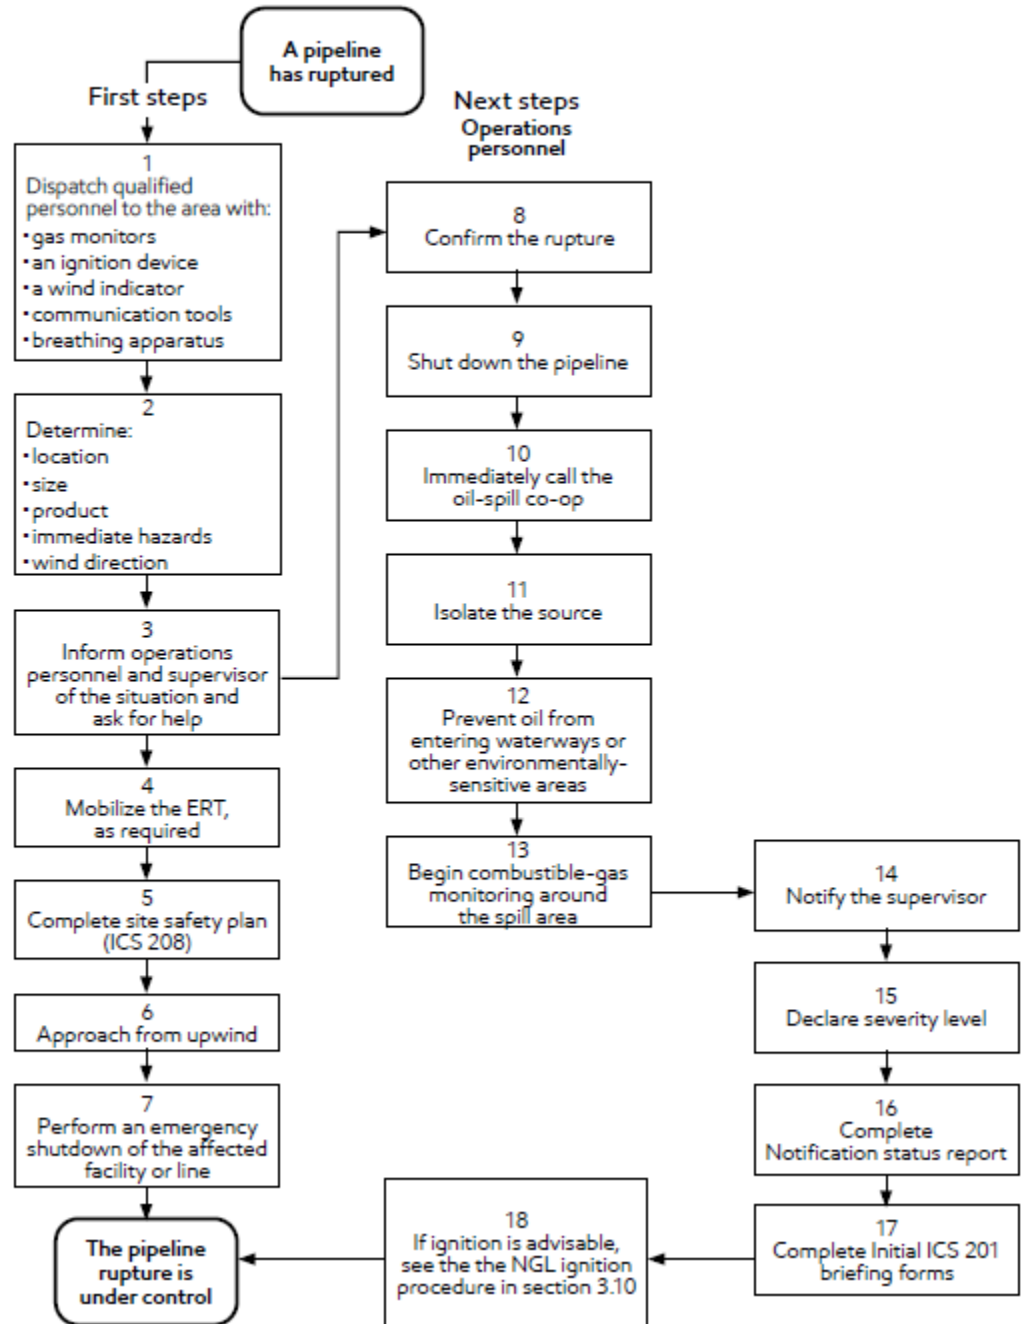 A pipeline
has ruptured
First steps
1
Dispatch qualified
personnel to the area with:
•gas monitors
•an ignition device
•a wind indicator
•communication tools
•breathing apparatus
2
Determine:
•location
•size
•product
•immediate hazards
•wind direction
3
Inform operations
personnel and supervisor
of the situation and
ask for help
4
Mobilize the ERT,
as required
5
Complete site safety plan
(ICS 208)
6
Approach from upwind
7
Perform an emergency
shutdown of the affected
facility or line
Next steps
Operations
personnel
8
Confirm the rupture
9
Shut down the pipeline
10
Immediately call the
oil-spill co-op
11
Isolate the source
12
Prevent oil from
entering waterways or
other environmentally-
sensitive areas
13
Begin combustible-gas
monitoring around
the spill area
14
Notify the supervisor
15
Declare severity level
16
Complete
Notification status report
17
Complete Initial ICS 201
briefing forms
18
If ignition is advisable,
see the the NGL ignition
procedure in section 3.10
The pipeline
rupture is
under control